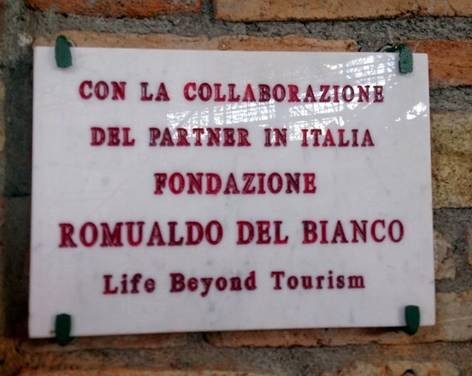 CON LA COLLABORAZIONE
DEL PARTNER IN ITALIA
FONDAZIONE
ROMUALDO DEL BIANCO
Life Beyond Tourism